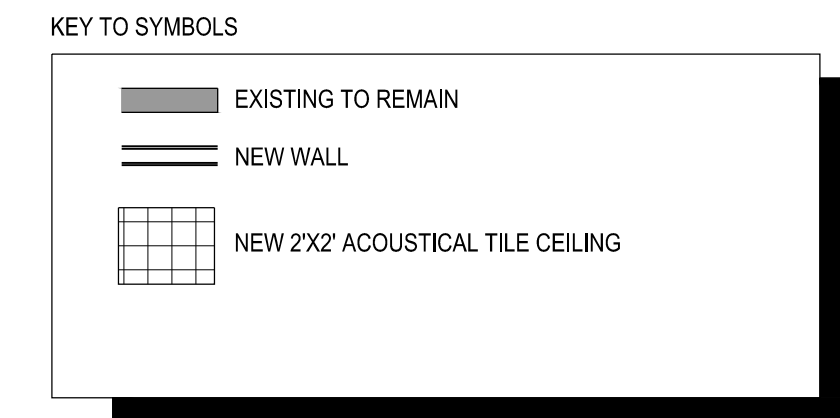 KEY TO SYMBOLS
EXISTING TO REMAIN
NEW WALL
NEW 2'X2' ACOUSTICAL TILE CEILING